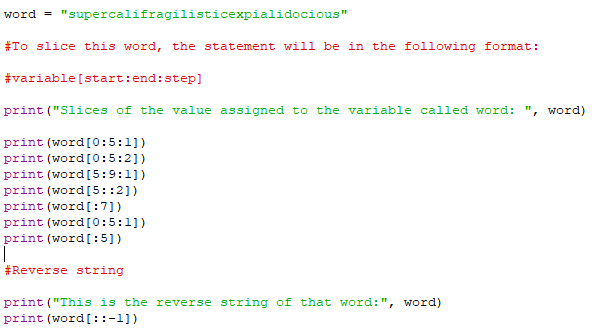 word = "supercalifragilisticexpialidocious"
#To slice this word, the statement will be in the following format:
#variable[start:end:step]
print("Slices of the value assigned to the variable called word: ", word)
print(word[0:5:1])
print(word[0:5:2])
print(word[5:9:1])
print(word[5::2])
print(word[:7])
print(word[0:5:1])
print(word[:5])
#Reverse string
print("This is the reverse string of that word:", word)
print(word[::-1])